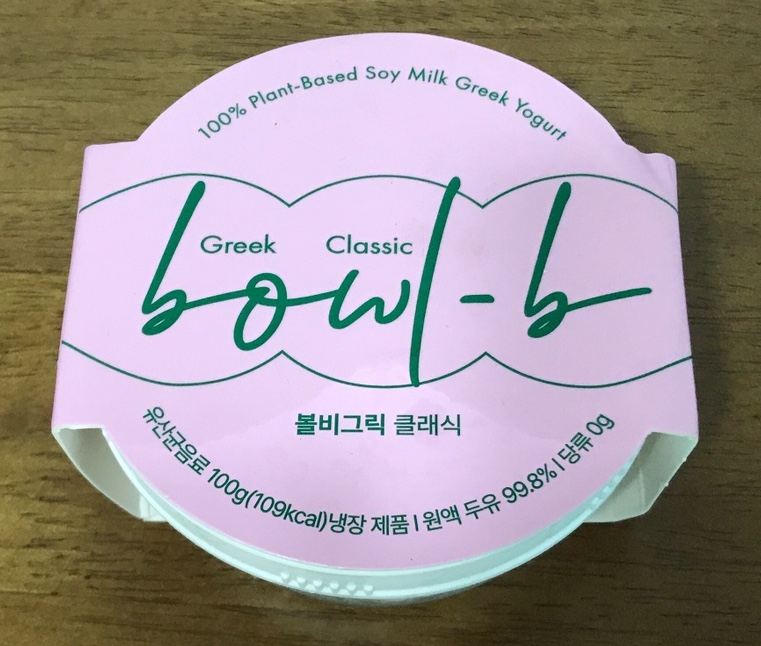 100% Plant-Based Soy Milk Greek Yogurt
Greek Classic
bowl-b
볼비그릭 클래식
유산균음료 100g(109kcal)냉장 제품 | 원액 두유 99.8% | 당류 0g